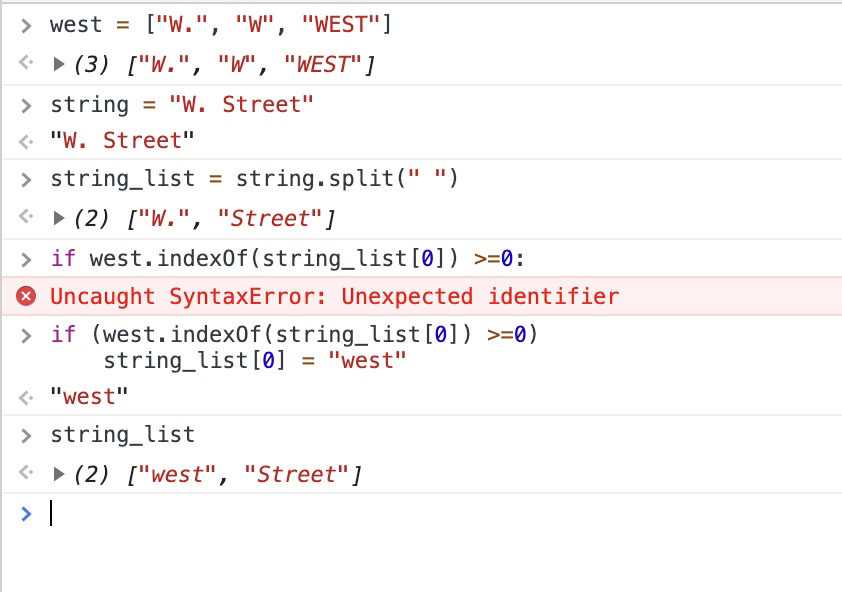 > west = ["W.", "W", "WEST"]
(3) ["W.", "W", "WEST"]
> string = "W. Street"
"W. Street"
> string_list = string.split(" ")
(2) ["W.", "Street"]
> if west.indexOf(string_list[0]) >=0:
Uncaught SyntaxError: Unexpected identifier
> if (west.indexOf(string_list[0]) >=0)
string_list[0] = "west"
"west"
> string_list
(2) ["west", "Street"]
>